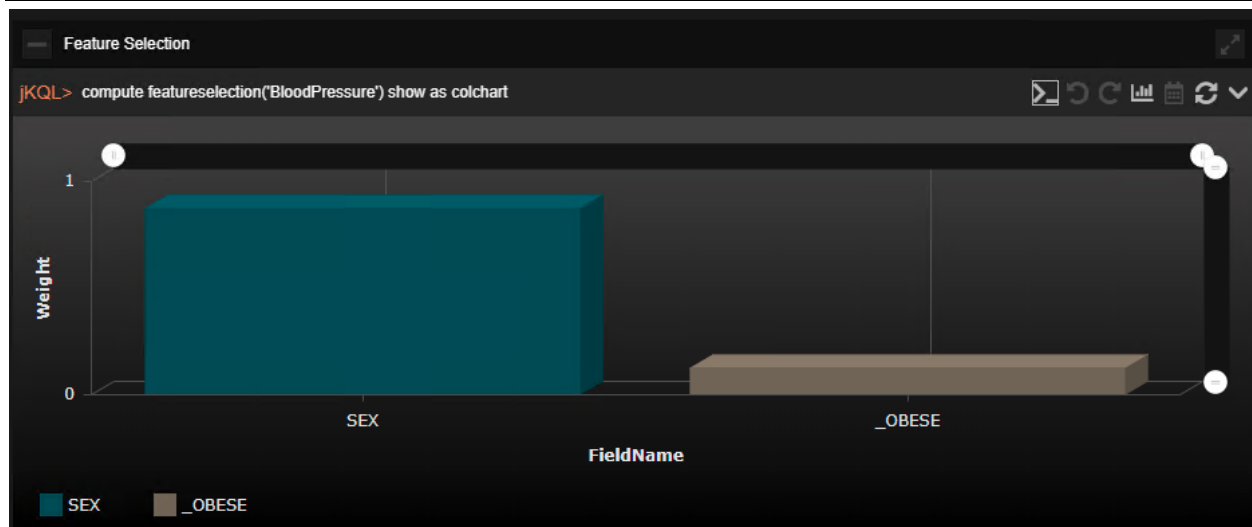 Feature Selection
jKQL> compute featureselection('BloodPressure') show as colchart
1
Weight
0
SEX
_OBESE
FieldName
SEX
_OBESE